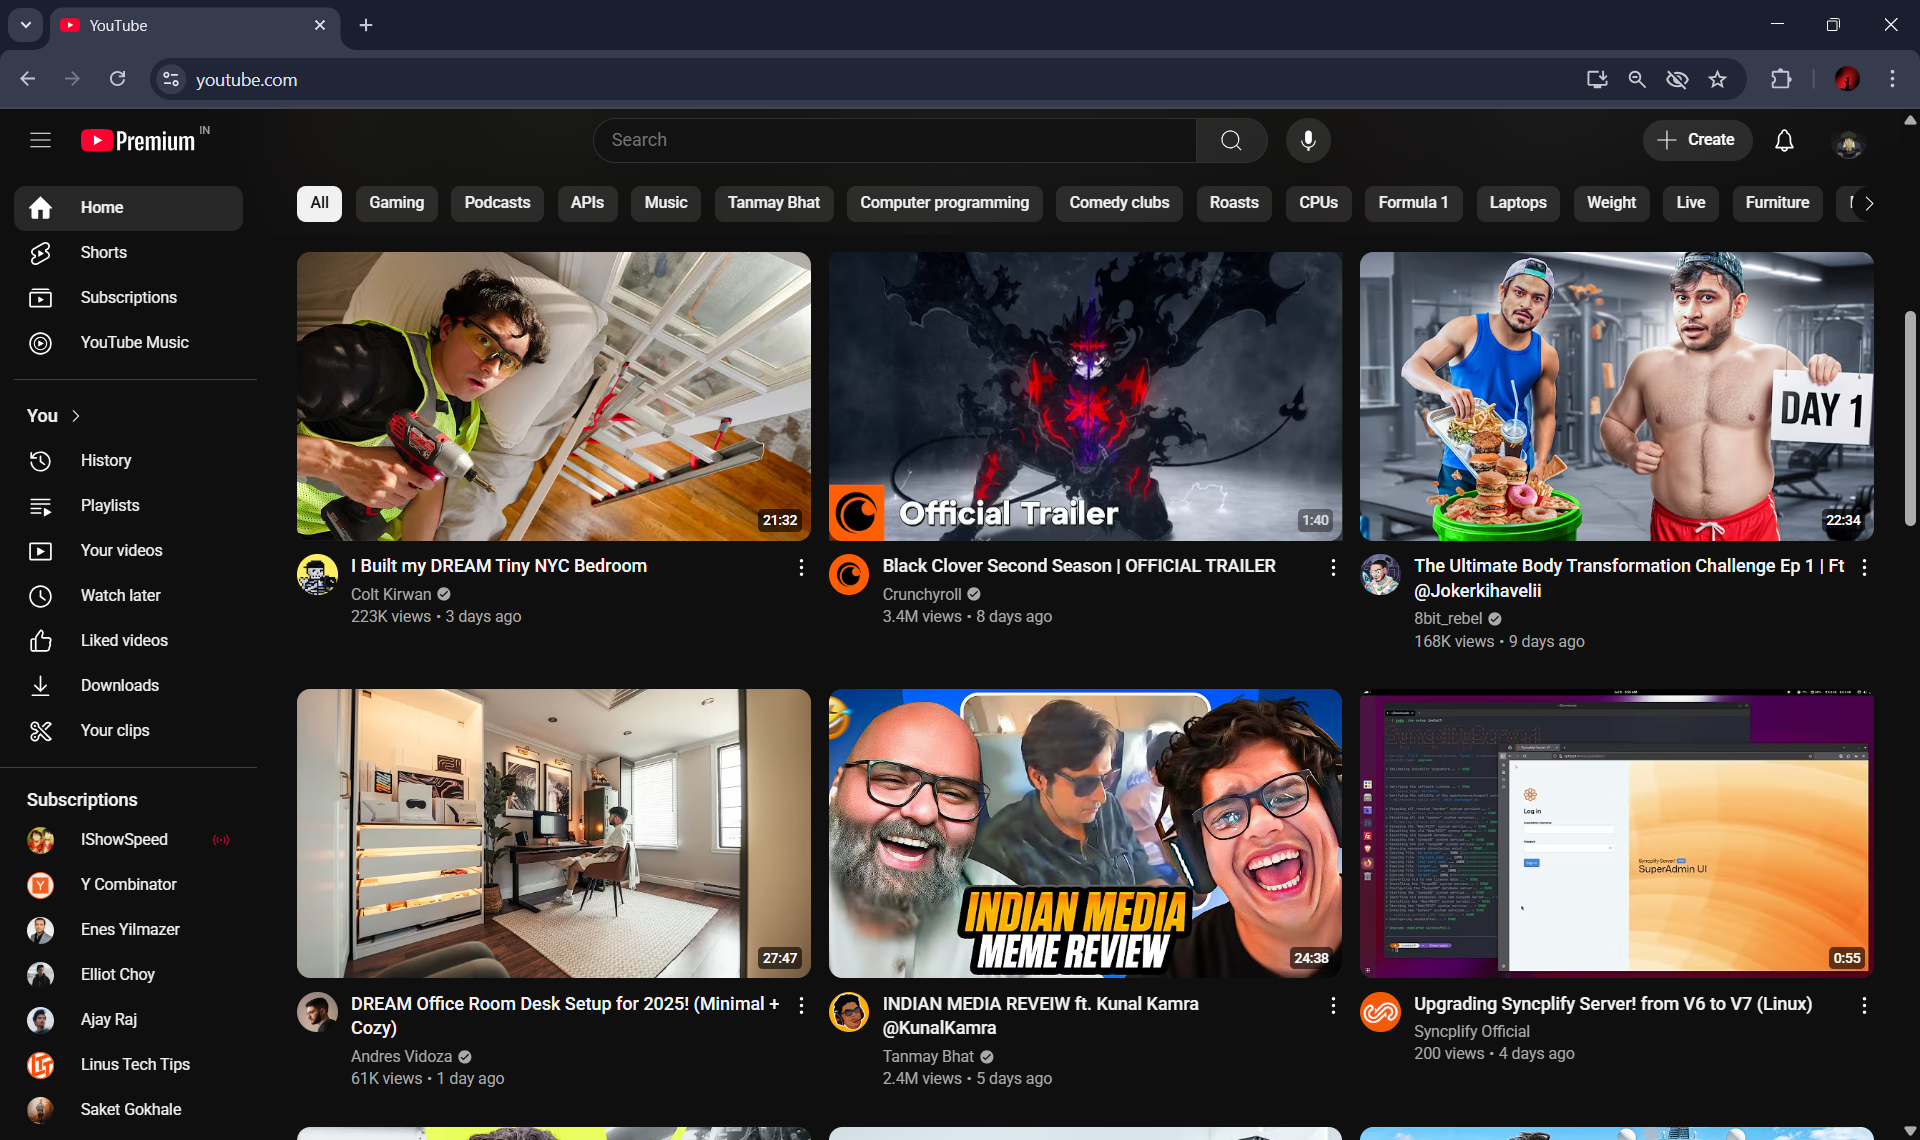 YouTube
youtube.com
Premium IN
Search
Create
All
Gaming
Podcasts
APIs
Music
Tanmay Bhat
Computer programming
Comedy clubs
Roasts
CPUs
Formula 1
Laptops
Weight
Live
Furniture
Home
Shorts
Subscriptions
YouTube Music
You
History
Playlists
Your videos
Watch later
Liked videos
Downloads
Your clips
Subscriptions
IShowSpeed
Y Combinator
Enes Yilmazer
Elliot Choy
Ajay Raj
Linus Tech Tips
Saket Gokhale
21:32
I Built my DREAM Tiny NYC Bedroom
Colt Kirwan
223K views • 3 days ago
Official Trailer
1:40
Black Clover Second Season | OFFICIAL TRAILER
Crunchyroll
3.4M views • 8 days ago
DAY 1
22:34
The Ultimate Body Transformation Challenge Ep 1 | Ft
@Jokerkihavelii
8bit_rebel
168K views • 9 days ago
27:47
DREAM Office Room Desk Setup for 2025! (Minimal +
Cozy)
Andres Vidoza
61K views • 1 day ago
INDIAN MEDIA
MEME REVIEW
24:38
INDIAN MEDIA REVEIW ft. Kunal Kamra
@KunalKamra
Tanmay Bhat
2.4M views • 5 days ago
Log in
Syncplify Server!
SuperAdmin UI
0:55
Upgrading Syncplify Server! from V6 to V7 (Linux)
Syncplify Official
200 views • 4 days ago